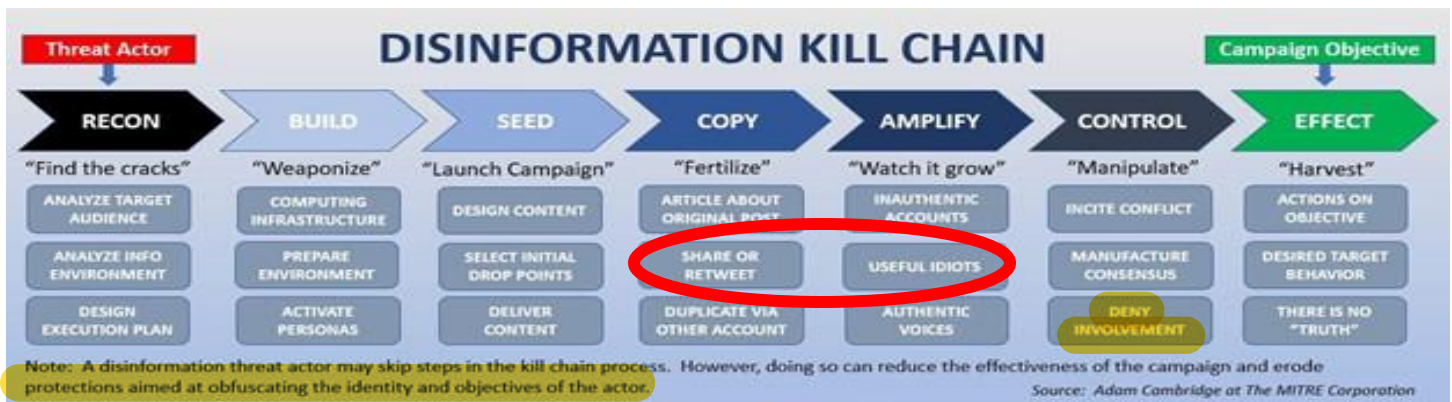 Threat Actor
DISINFORMATION KILL CHAIN
Campaign Objective
RECON
BUILD
SEED
COPY
AMPLIFY
CONTROL
EFFECT
"Find the cracks"
"Weaponize"
"Launch Campaign"
"Fertilize"
"Watch it grow"
"Manipulate"
"Harvest"
ANALYZE TARGET
AUDIENCE
COMPUTING
INFRASTRUCTURE
DESIGN CONTENT
ARTICLE ABOUT
ORIGINAL POST
INAUTHENTIC
ACCOUNTS
INCITE CONFLICT
ACTIONS ON
OBJECTIVE
ANALYZE INFO
ENVIRONMENT
PREPARE
ENVIRONMENT
SELECT INITIAL
DROP POINTS
SHARE OR
RETWEET
USEFUL IDIOTS
MANUFACTURE
CONSENSUS
DESIRED TARGET
BEHAVIOR
DESIGN
EXECUTION PLAN
ACTIVATE
PERSONAS
DELIVER
CONTENT
DUPLICATE VIA
OTHER ACCOUNT
AUTHENTIC
VOICES
DENY
INVOLVEMENT
THERE IS NO
"TRUTH"
Note: A disinformation threat actor may skip steps in the kill chain process. However, doing so can reduce the effectiveness of the campaign and erode
protections aimed at obfuscating the identity and objectives of the actor.
Source: Adam Cambridge at The MITRE Corporation